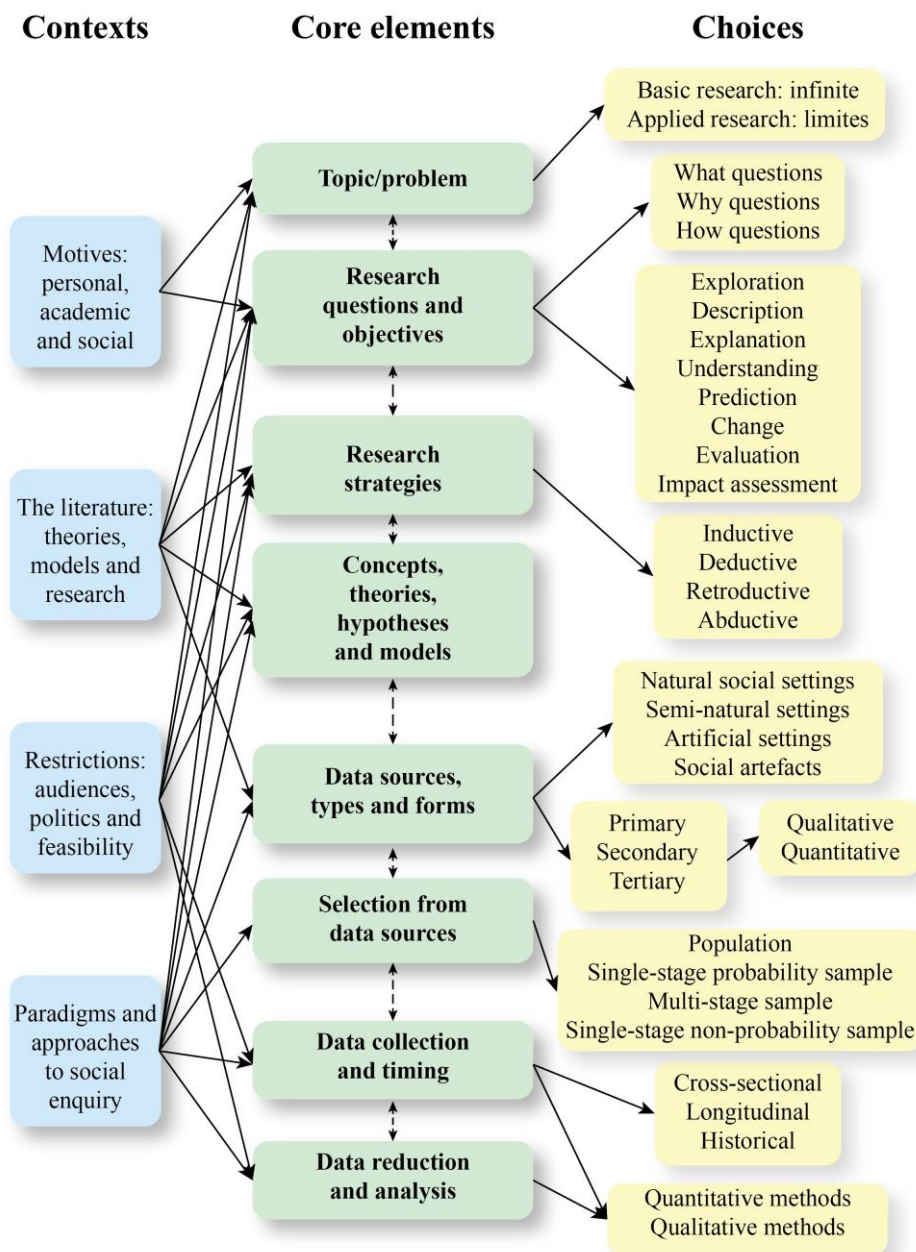 Contexts
Core elements
Choices
Motives:
personal,
academic
and social
The literature:
theories,
models and
research
Restrictions:
audiences,
politics and
feasibility
Paradigms and
approaches
to social
enquiry
Topic/problem
Research
questions and
objectives
Research
strategies
Concepts,
theories,
hypotheses
and models
Data sources,
types and forms
Selection from
data sources
Data collection
and timing
Data reduction
and analysis
Basic research: infinite
Applied research: limites
What questions
Why questions
How questions
Exploration
Description
Explanation
Understanding
Prediction
Change
Evaluation
Impact assessment
Inductive
Deductive
Retroductive
Abductive
Natural social settings
Semi-natural settings
Artificial settings
Social artefacts
Primary
Secondary
Tertiary
Qualitative
Quantitative
Population
Single-stage probability sample
Multi-stage sample
Single-stage non-probability sample
Cross-sectional
Longitudinal
Historical
Quantitative methods
Qualitative methods